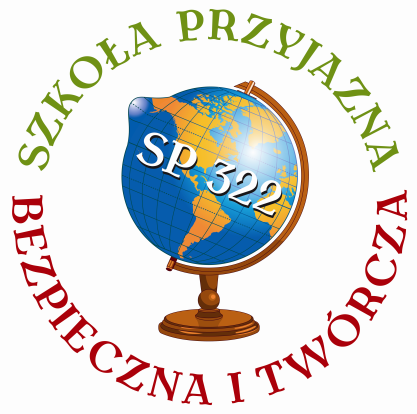 SZKOŁA PRZYJAZNA
SP 322
BEZPIECZNA I TWÓRCZA